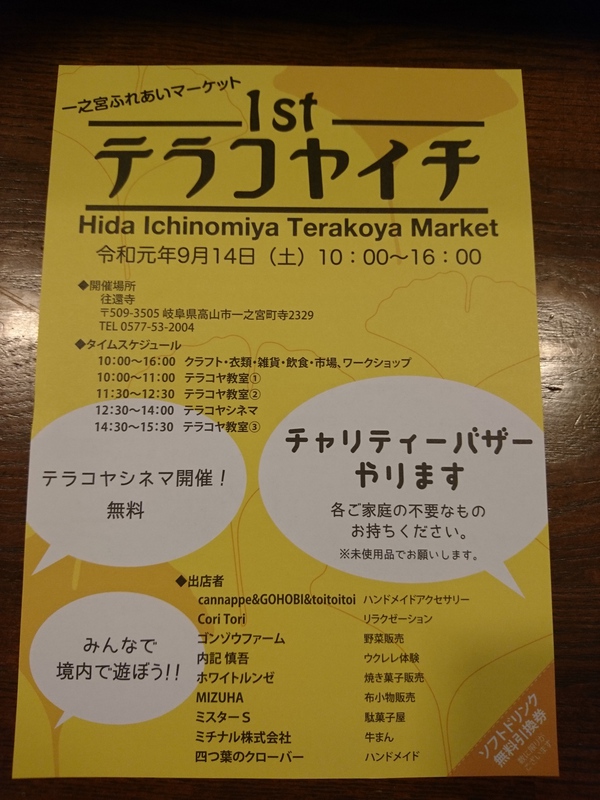 一之宮ふれあいマーケット
1st
テラコヤイチ
Hida Ichinomiya Terakoya Market
令和元年9月14日（土）10：00～16：00
◆開催場所
往還寺
〒509-3505 岐阜県高山市一之宮町寺2329
TEL 0577-53-2004
◆タイムスケジュール
10:00～16:00 クラフト・衣類・雑貨・飲食・市場、ワークショップ
10:00～11:00 テラコヤ教室①
11:30～12:30 テラコヤ教室②
12:30～14:00 テラコヤシネマ
14:30～15:30 テラコヤ教室③
チャリティーバザー
やります
各ご家庭の不要なもの
お持ちください。
※未使用品でお願いします。
テラコヤシネマ開催！
無料
◆出店者
cannappe&GOHOBI&toitoitoi ハンドメイドアクセサリー
Cori Tori リラクゼーション
ゴンゾウファーム 野菜販売
内記 慎吾 ウクレレ体験
ホワイトルンゼ 焼き菓子販売
MIZUHA 布小物販売
ミスターS 駄菓子屋
ミチナル株式会社 牛まん
四つ葉のクローバー ハンドメイド
みんなで
境内で遊ぼう!!
ソフトドリンク
無料引換券